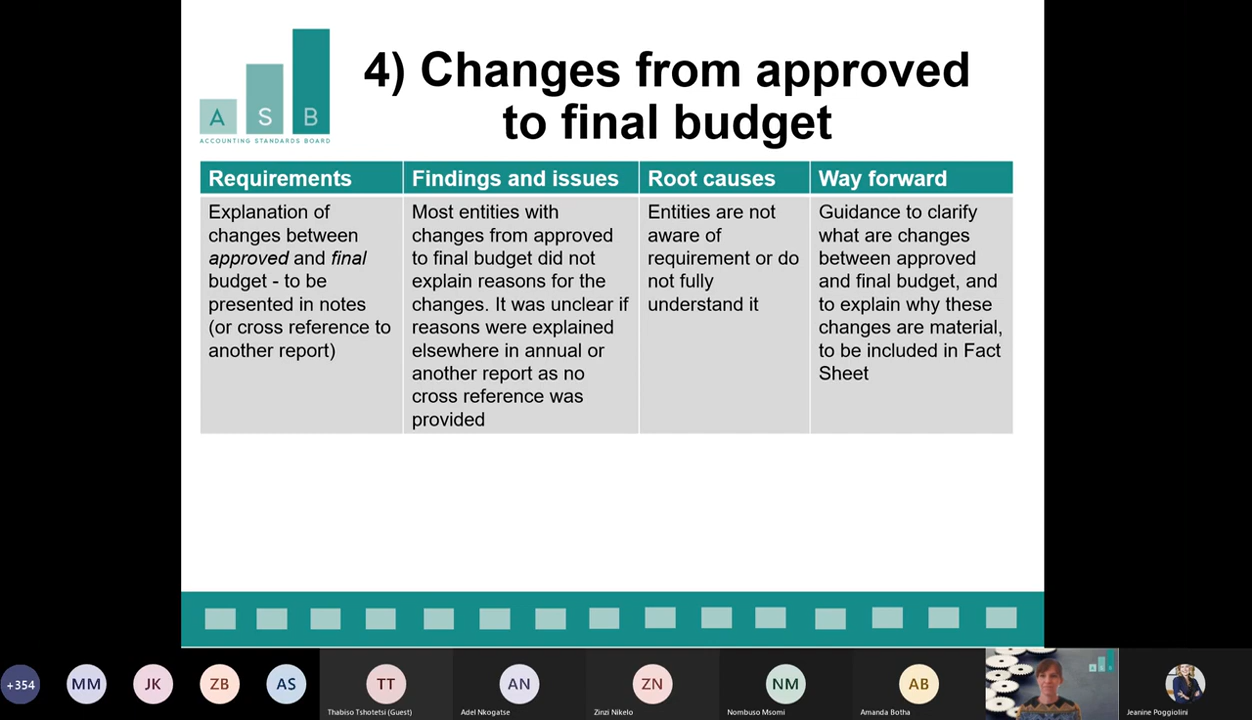 4) Changes from approved
to final budget
A S B
ACCOUNTING STANDARDS BOARD
Requirements
Findings and issues
Root causes
Way forward
Explanation of
changes between
approved and final
budget - to be
presented in notes
(or cross reference to
another report)
Most entities with
changes from approved
to final budget did not
explain reasons for the
changes. It was unclear if
reasons were explained
elsewhere in annual or
another report as no
cross reference was
provided
Entities are not
aware of
requirement or do
not fully
understand it
Guidance to clarify
what are changes
between approved
and final budget, and
to explain why these
changes are material,
to be included in Fact
Sheet
+354
MM
JK
ZB
AS
TT
Thabiso Tshotetsi (Guest)
AN
Adel Nkogatse
ZN
Zinzi Nikelo
NM
Nombuso Msomi
AB
Amanda Botha
Jeanine Poggiolini